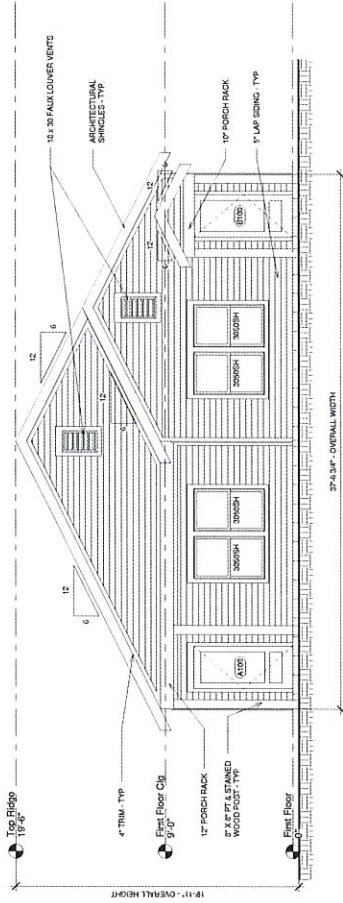 18 x 30 FAUX LOUVER VENTS
ARCHITECTURAL
SHINGLES - TYP
10" PORCH RACK
5" LAP SIDING - TYP
12
6
12
6
12
6
12
6
12
6
3050SH
3050SH
3050SH
3050SH
A100
B100
4" TRIM - TYP
12" PORCH RACK
8" X 8" PT & STAINED
WOOD POST - TYP
Top Ridge
19'-6"
First Floor Clg
9'-0"
First Floor
37'-6 3/4" - OVERALL WIDTH
19'-11" - OVERALL HEIGHT